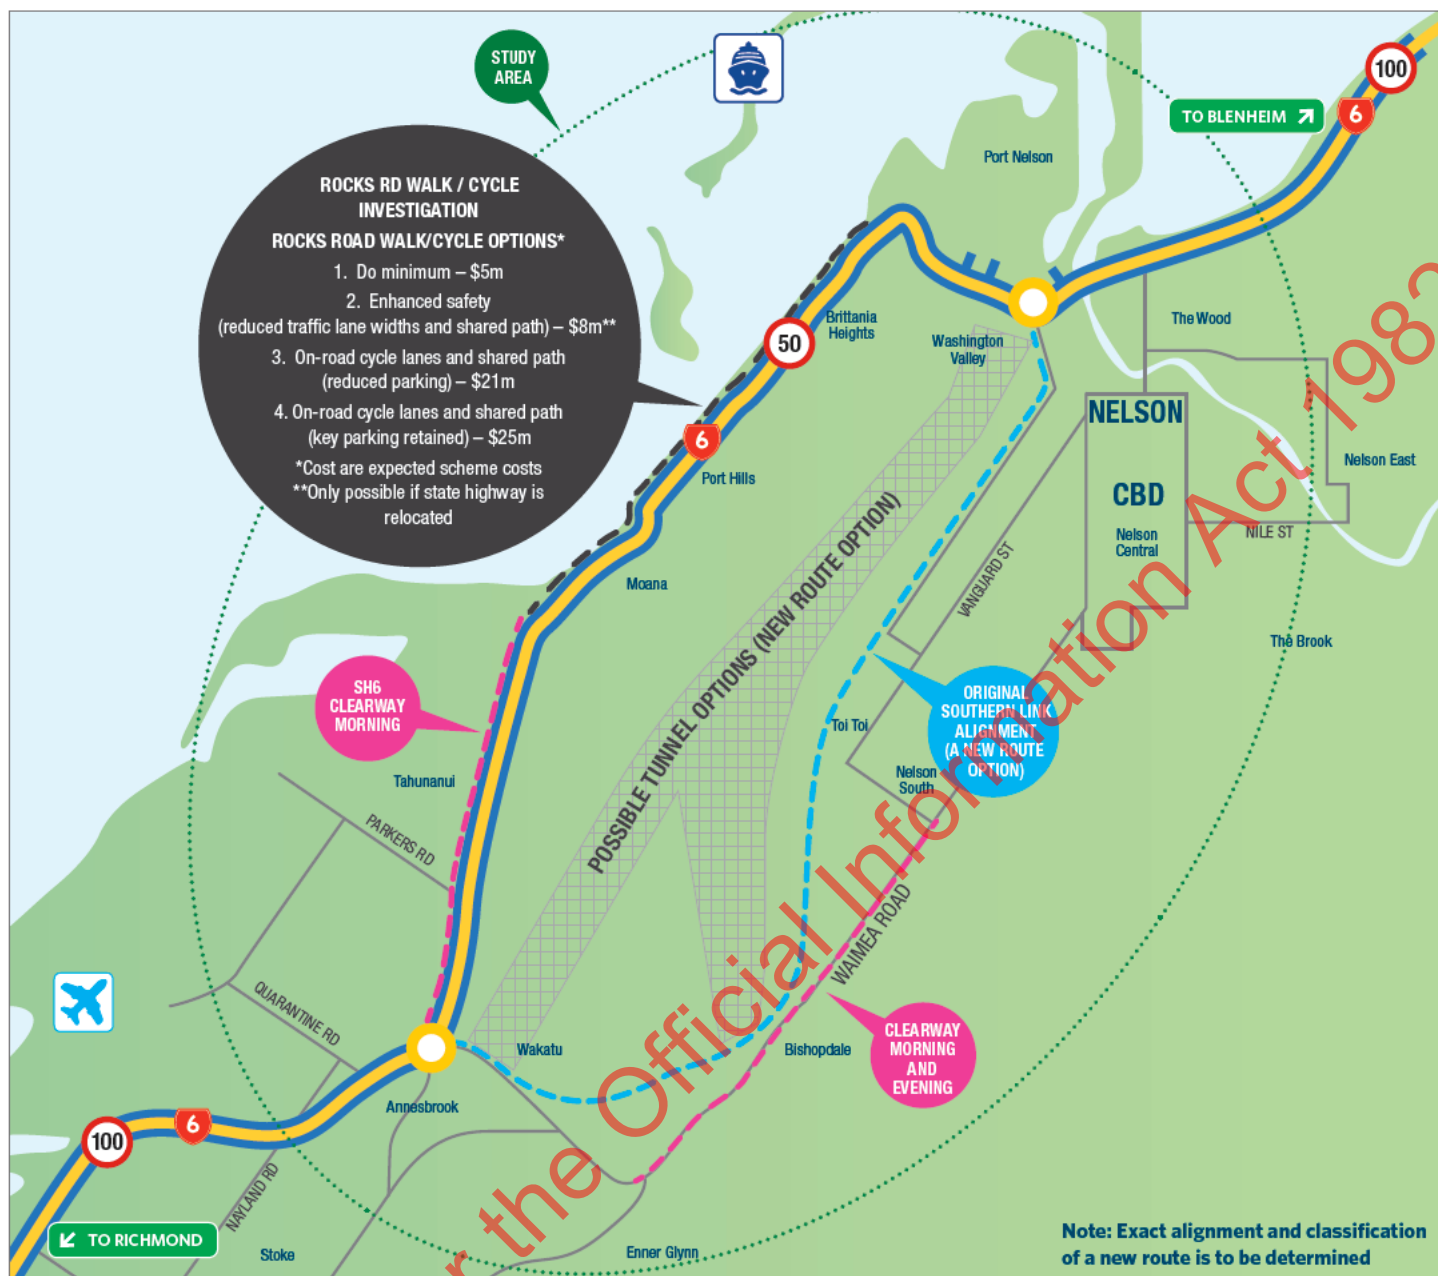 STUDY
AREA
100
TO BLENHEIM
6
Port Nelson
ROCKS RD WALK / CYCLE
INVESTIGATION
ROCKS ROAD WALK/CYCLE OPTIONS*
1. Do minimum – $5m
2. Enhanced safety
(reduced traffic lane widths and shared path) – $8m**
3. On-road cycle lanes and shared path
(reduced parking) – $21m
4. On-road cycle lanes and shared path
(key parking retained) – $25m
*Cost are expected scheme costs
**Only possible if state highway is
relocated
Brittania
Heights
50
Washington
Valley
The Wood
6
Port Hills
NELSON
CBD
Nelson
Central
Nelson East
NILE ST
Moana
VANGUARD ST
The Brook
POSSIBLE TUNNEL OPTIONS (NEW ROUTE OPTION)
SH6
CLEARWAY
MORNING
ORIGINAL
SOUTHERN LINK
ALIGNMENT
(A NEW ROUTE
OPTION)
Toi Toi
Nelson
South
Tahunanui
PARKERS RD
WAIMEA ROAD
QUARANTINE RD
Wakatu
Bishopdale
CLEARWAY
MORNING
AND
EVENING
Annesbrook
100
6
NAYLAND RD
TO RICHMOND
Stoke
Enner Glynn
Note: Exact alignment and classification
of a new route is to be determined
the Official Information Act 1982